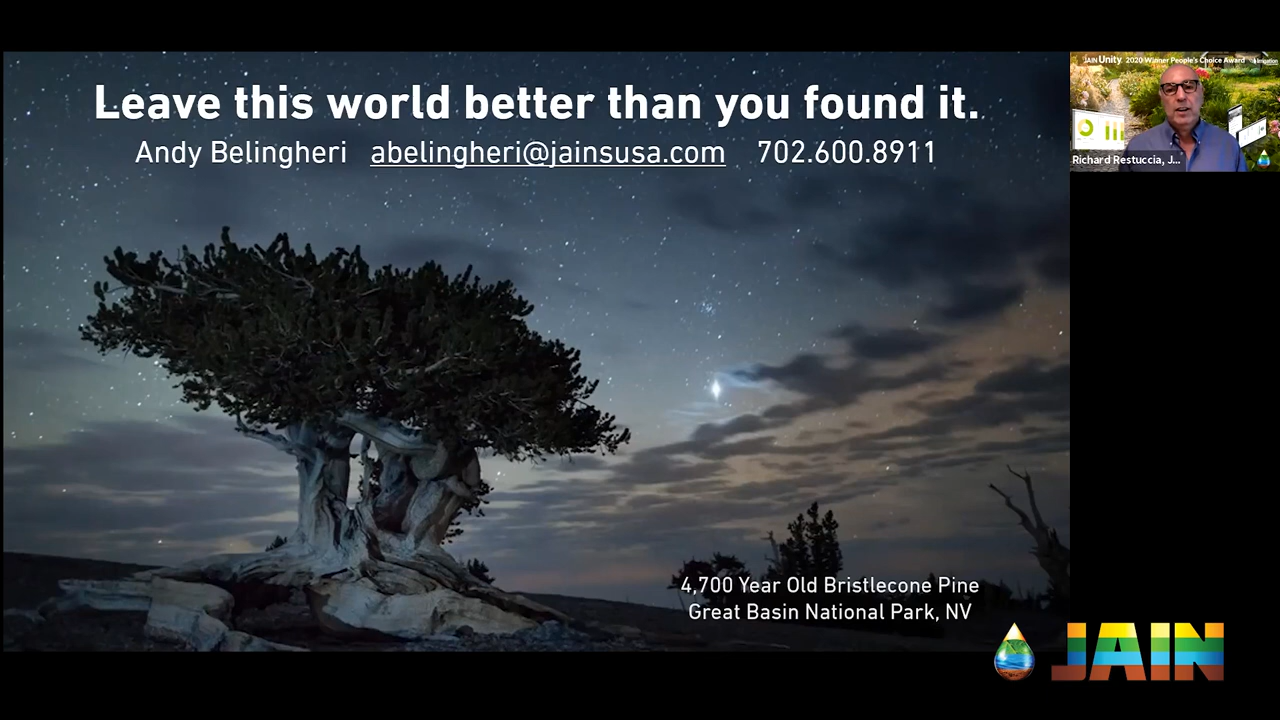 Leave this world better than you found it.
Andy Belingheri abelingheri@jainsusa.com 702.600.8911
JAIN Unity 2020 Winner People's Choice Award
Richard Restuccia, J...
4,700 Year Old Bristlecone Pine
Great Basin National Park, NV
JAIN